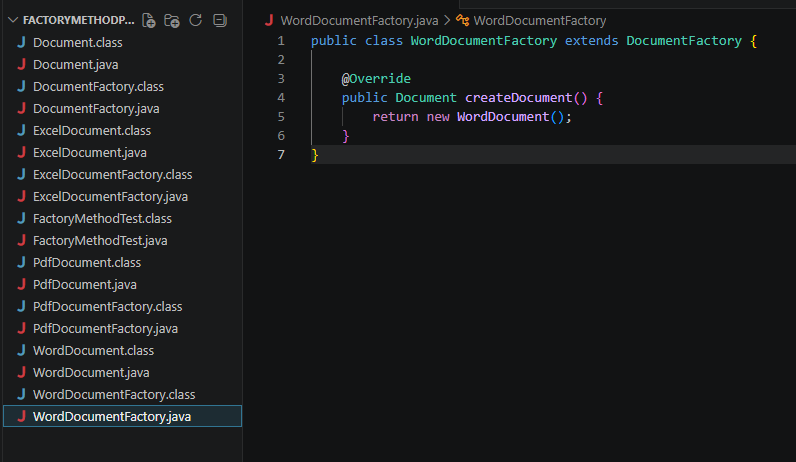 FACTORYMETHODP...
J Document.class
J Document.java
J DocumentFactory.class
J DocumentFactory.java
J ExcelDocument.class
J ExcelDocument.java
J ExcelDocumentFactory.class
J ExcelDocumentFactory.java
J FactoryMethodTest.class
J FactoryMethodTest.java
J PdfDocument.class
J PdfDocument.java
J PdfDocumentFactory.class
J PdfDocumentFactory.java
J WordDocument.class
J WordDocument.java
J WordDocumentFactory.class
J WordDocumentFactory.java
J WordDocumentFactory.java > WordDocumentFactory
1 public class WordDocumentFactory extends DocumentFactory {
2
3     @Override
4     public Document createDocument() {
5         return new WordDocument();
6     }
7 }